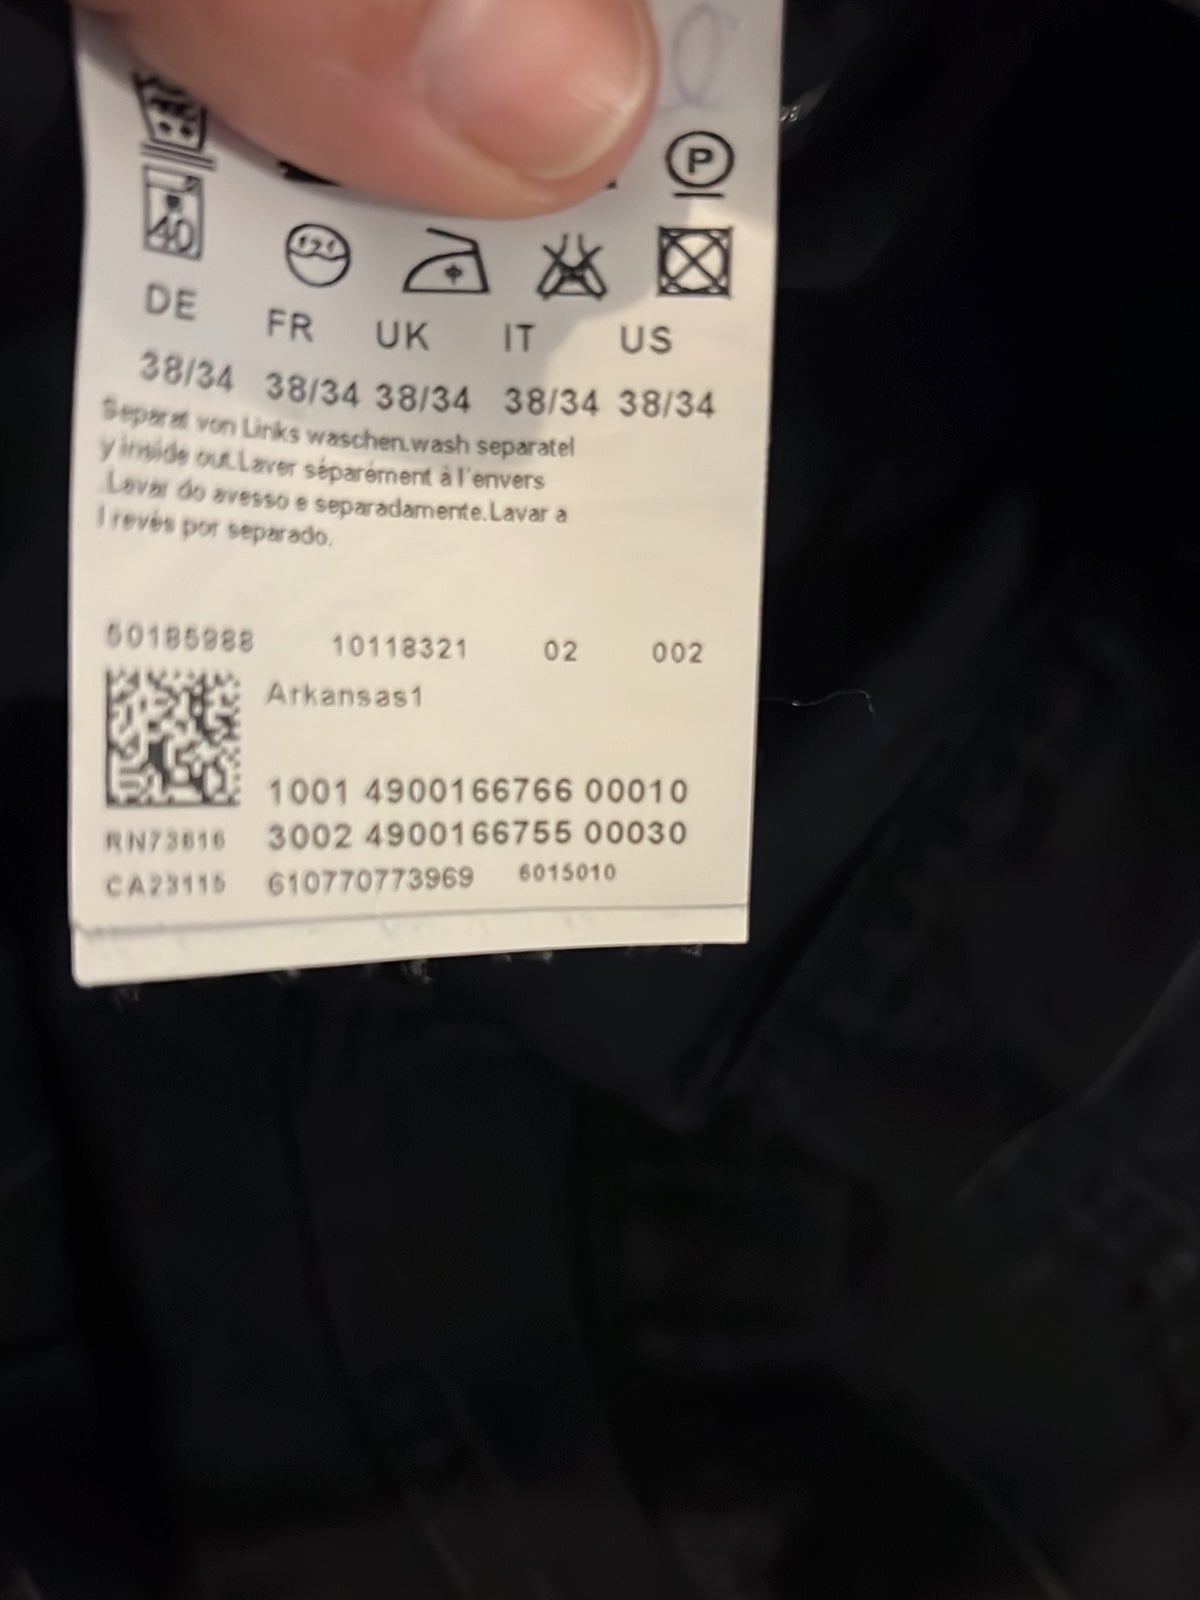 P
40
DE FR UK IT US
38/34 38/34 38/34 38/34 38/34
Separat von Links waschen.wash separatel
y inside out.Laver séparément à l'envers
.Lavar do avesso e separadamente.Lavar a
l revés por separado.
50185988 10118321 02 002
Arkansas1
1001 4900166766 00010
RN73616 3002 4900166755 00030
CA23115 610770773969 6015010